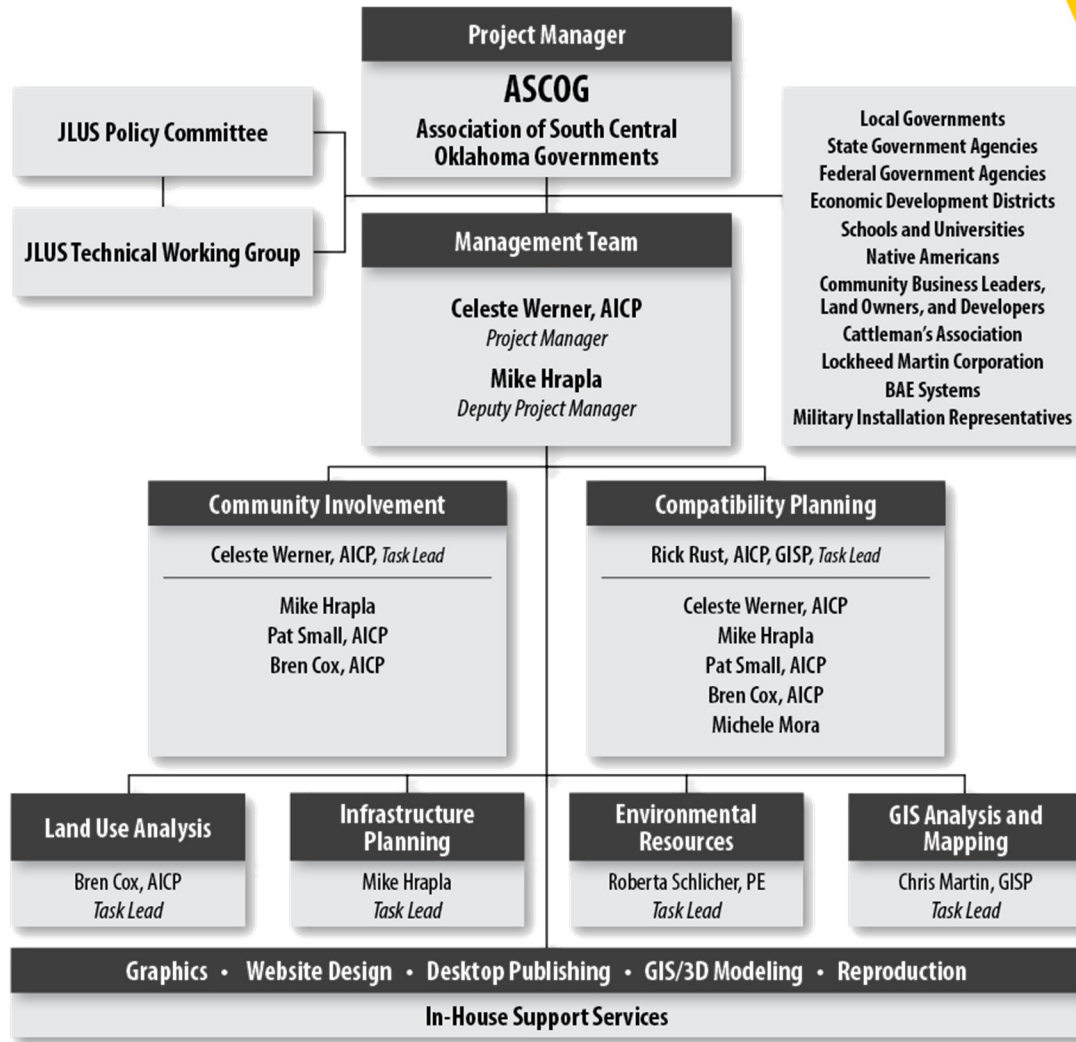 Project Manager
ASCOG
Association of South Central
Oklahoma Governments
JLUS Policy Committee
JLUS Technical Working Group
Local Governments
State Government Agencies
Federal Government Agencies
Economic Development Districts
Schools and Universities
Native Americans
Community Business Leaders,
Land Owners, and Developers
Cattleman's Association
Lockheed Martin Corporation
BAE Systems
Military Installation Representatives
Management Team
Celeste Werner, AICP
Project Manager
Mike Hrapla
Deputy Project Manager
Community Involvement
Celeste Werner, AICP, Task Lead
Mike Hrapla
Pat Small, AICP
Bren Cox, AICP
Compatibility Planning
Rick Rust, AICP, GISP, Task Lead
Celeste Werner, AICP
Mike Hrapla
Pat Small, AICP
Bren Cox, AICP
Michele Mora
Land Use Analysis
Bren Cox, AICP
Task Lead
Infrastructure
Planning
Mike Hrapla
Task Lead
Environmental
Resources
Roberta Schlicher, PE
Task Lead
GIS Analysis and
Mapping
Chris Martin, GISP
Task Lead
Graphics • Website Design • Desktop Publishing • GIS/3D Modeling • Reproduction
In-House Support Services